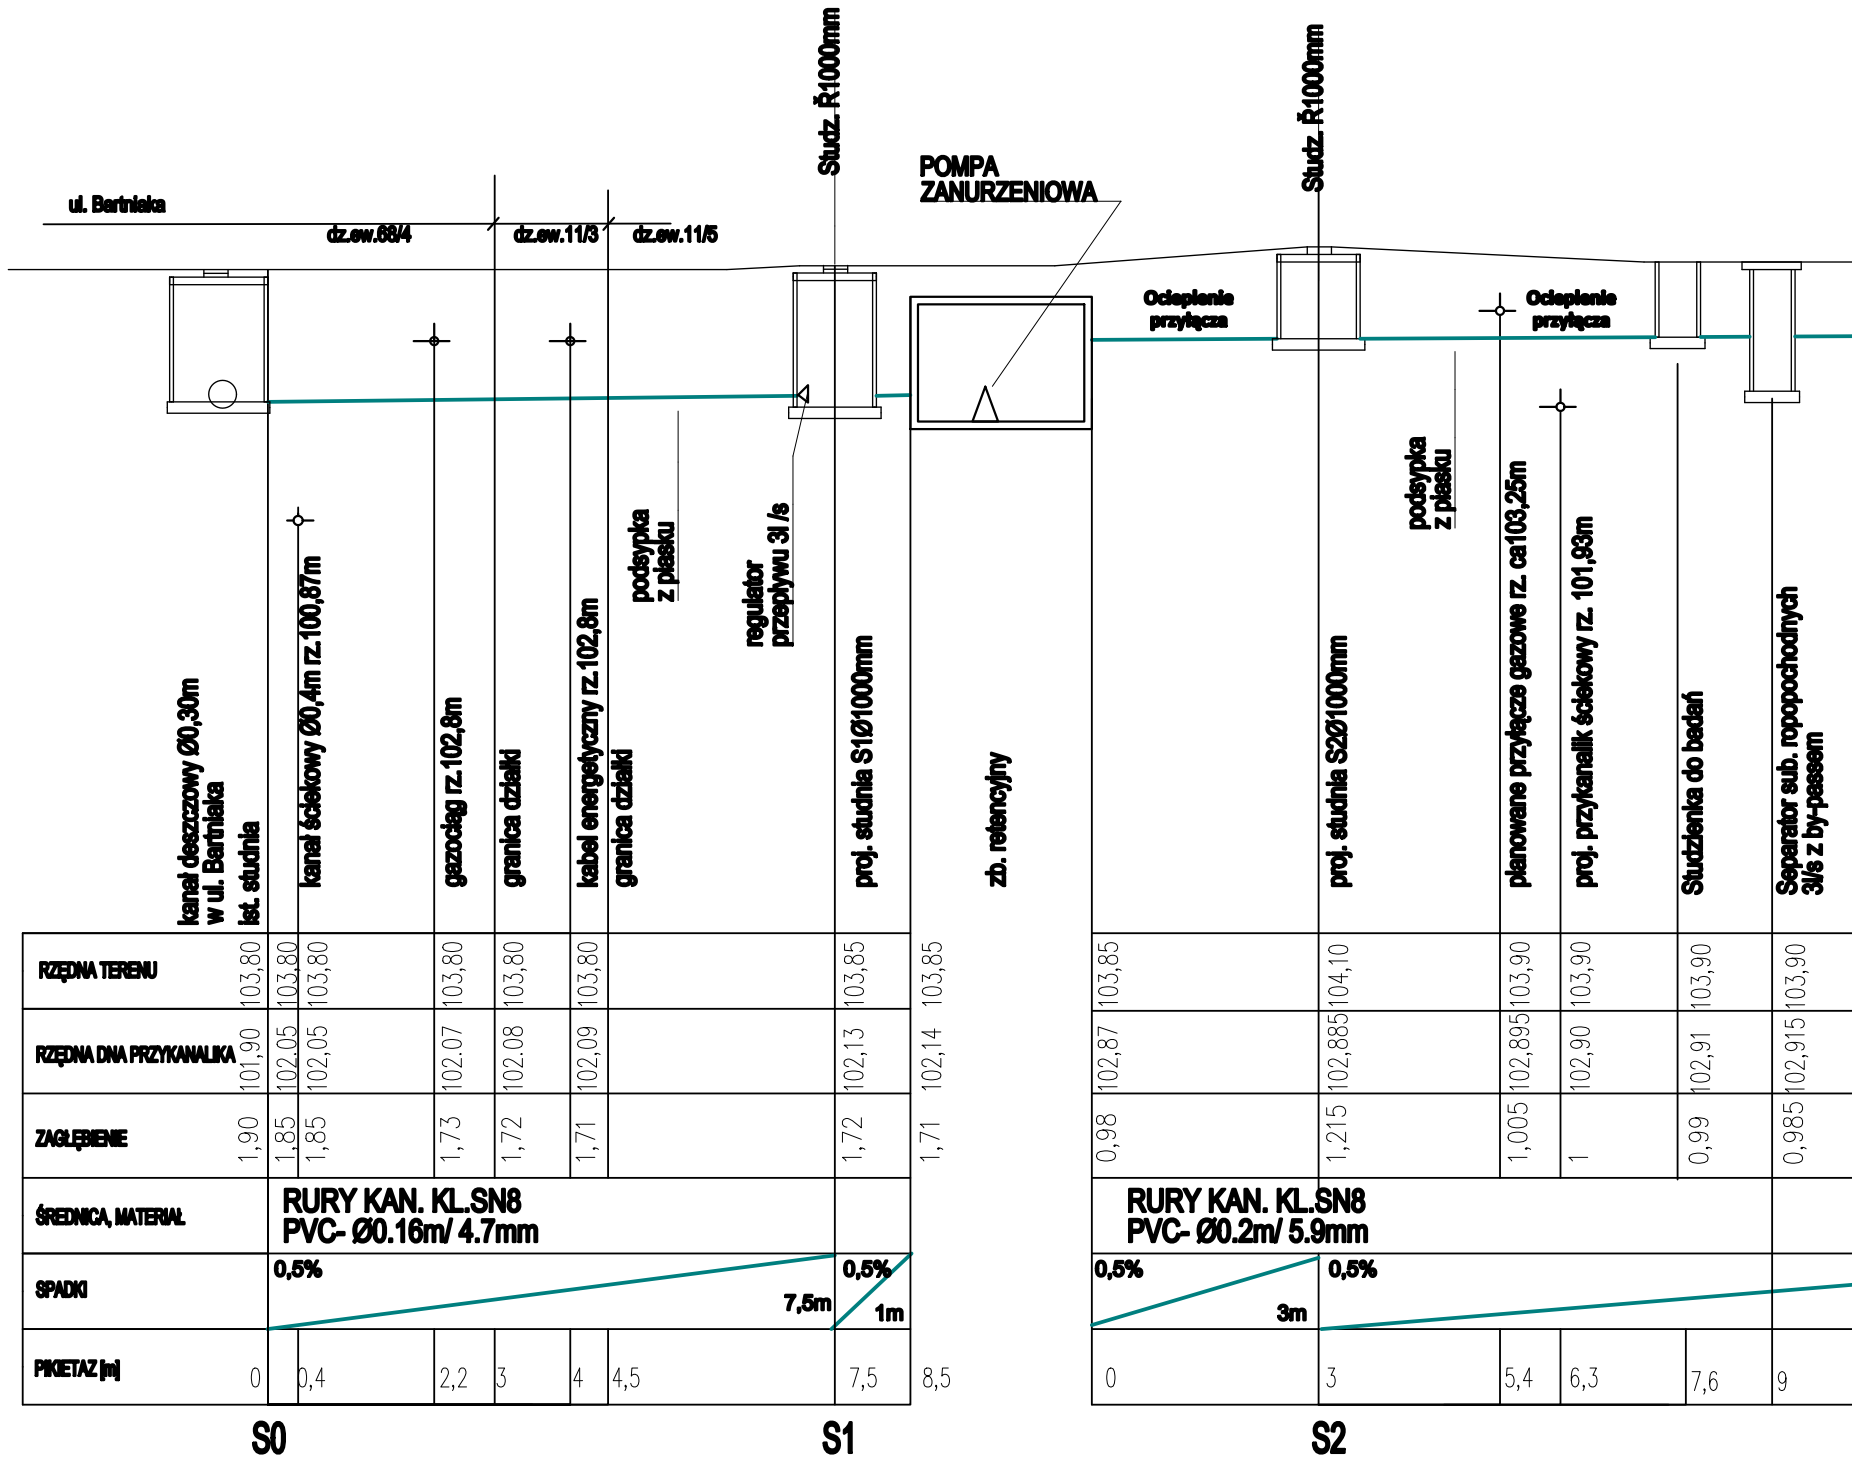 Studz. Ř1000mm
Studz. Ř1000mm
POMPA
ZANURZENIOWA
ul. Bartniaka
dz.ew.68/4
dz.ew.11/3
dz.ew.11/5
Ocieplenie
przyłącza
Ocieplenie
przyłącza
kanał deszczowy Ø0,30m
w ul. Bartniaka
ist. studnia
kanał ściekowy Ø0,4m rz.100,87m
gazociąg rz.102,8m
granica działki
kabel energetyczny rz.102,8m
granica działki
podsypka
z piasku
regulator
przepływu 3l /s
proj. studnia S1Ø1000mm
zb. retencyjny
proj. studnia S2Ø1000mm
podsypka
z piasku
planowane przyłącze gazowe rz. ca103,25m
proj. przykanalik ściekowy rz. 101,93m
Studzienka do badań
Separator sub. ropopochodnych
3l/s z by-passem
RZĘDNA TERENU 103,80 103,80 103,80 103,80 103,80 103,80 103,85 103,85 103,85 104,10 103,90 103,90 103,90 103,90
RZĘDNA DNA PRZYKANALIKA 101,90 102.05 102,05 102.07 102.08 102,09 102,13 102,14 102,87 102,885 102,895 102,90 102,91 102,915
ZAGŁĘBIENIE 1,90 1,85 1,85 1,73 1,72 1,71 1,72 1,71 0,98 1,215 1,005 1 0,99 0,985
ŚREDNICA, MATERIAŁ
RURY KAN. KL.SN8
PVC- Ø0.16m/ 4.7mm
RURY KAN. KL.SN8
PVC- Ø0.2m/ 5.9mm
SPADKI
0,5% 7,5m
0,5% 1m
0,5% 3m
0,5%
PIKIETAZ [m] 0 0,4 2,2 3 4 4,5 7,5 8,5 0 3 5,4 6,3 7,6 9
S0 S1 S2